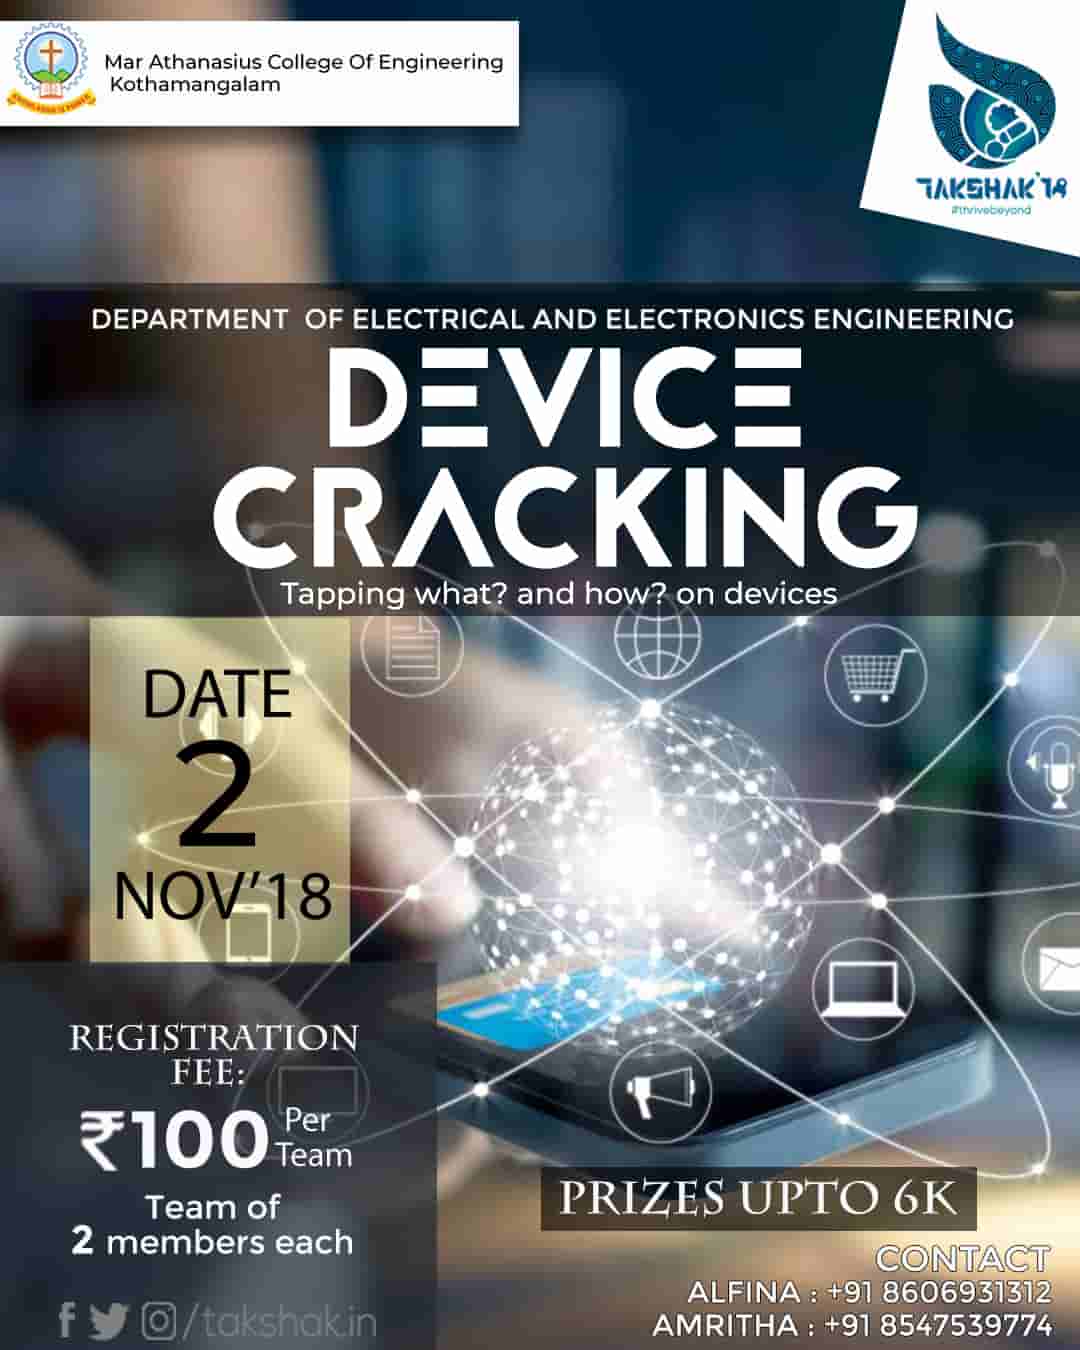 Mar Athanasius College Of Engineering
Kothamangalam
TAKSHAK'18
#thrivebeyond
DEPARTMENT OF ELECTRICAL AND ELECTRONICS ENGINEERING
DEVICE
CRACKING
Tapping what? and how? on devices
DATE
2
NOV'18
REGISTRATION
FEE:
₹100 Per
Team
Team of
2 members each
PRIZES UPTO 6K
CONTACT
ALFINA : +91 8606931312
AMRITHA : +91 8547539774
/takshak.in